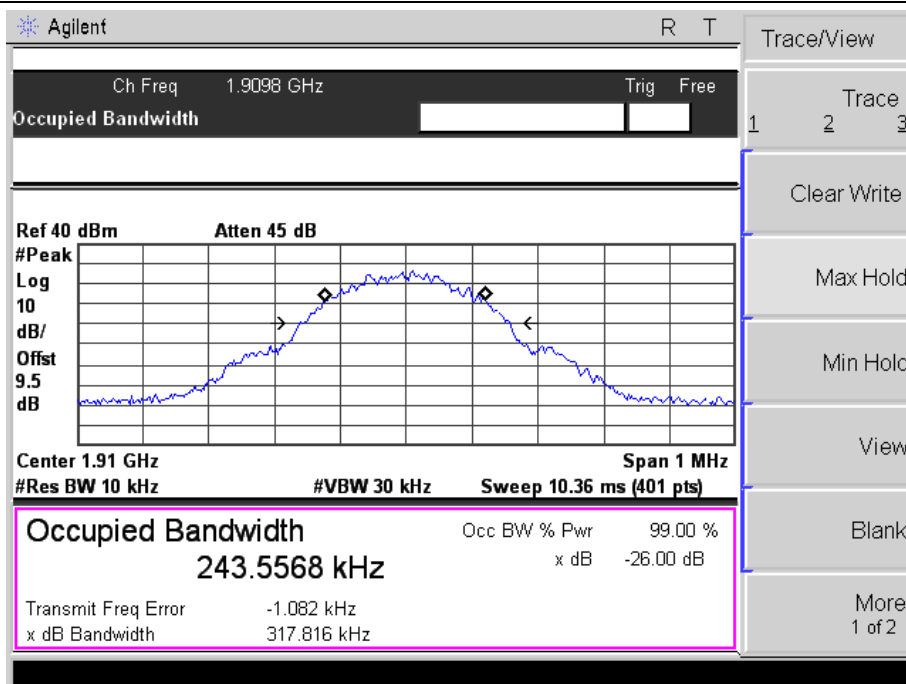 Agilent R T
Trace/View
Ch Freq 1.9098 GHz Trig Free
Occupied Bandwidth
Trace
1 2 3
Clear Write
Max Hold
Min Hold
View
Blank
More
1 of 2
Ref 40 dBm Atten 45 dB
#Peak
Log
10
dB/
Offst
9.5
dB
Center 1.91 GHz Span 1 MHz
#Res BW 10 kHz #VBW 30 kHz Sweep 10.36 ms (401 pts)
Occupied Bandwidth Occ BW % Pwr 99.00 %
243.5568 kHz x dB -26.00 dB
Transmit Freq Error -1.082 kHz
x dB Bandwidth 317.816 kHz